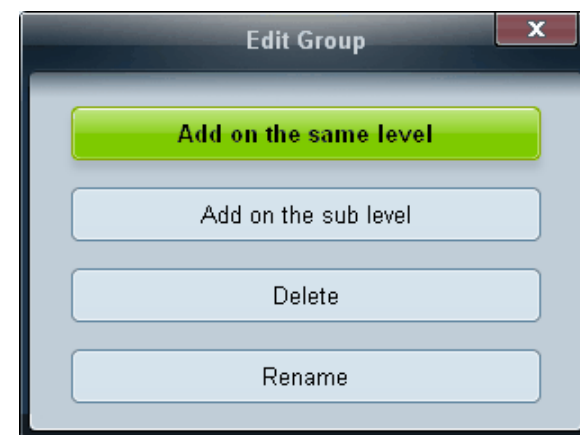 Edit Group
x
Add on the same level
Add on the sub level
Delete
Rename